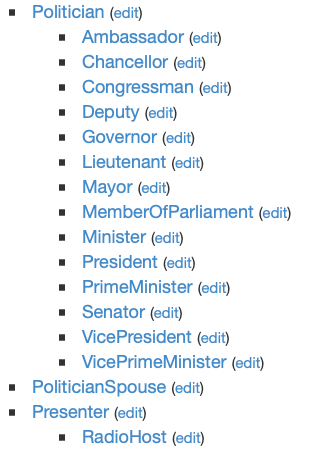 Politician (edit)
Ambassador (edit)
Chancellor (edit)
Congressman (edit)
Deputy (edit)
Governor (edit)
Lieutenant (edit)
Mayor (edit)
MemberOfParliament (edit)
Minister (edit)
President (edit)
PrimeMinister (edit)
Senator (edit)
VicePresident (edit)
VicePrimeMinister (edit)
PoliticianSpouse (edit)
Presenter (edit)
RadioHost (edit)